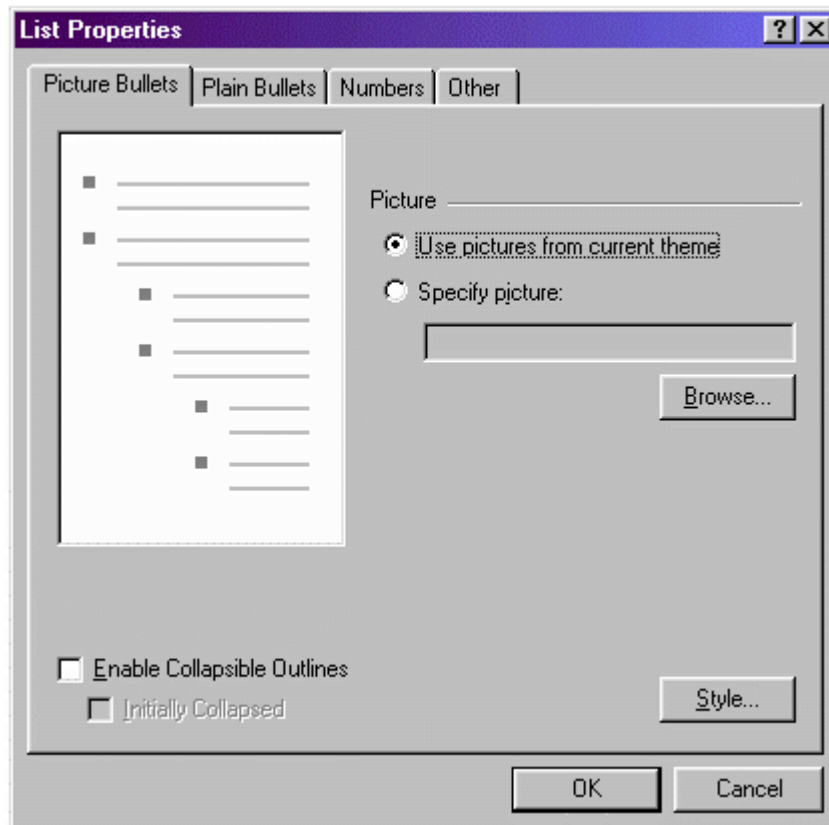 List Properties
Picture Bullets Plain Bullets Numbers Other
Picture
Use pictures from current theme
Specify picture:
Browse...
Enable Collapsible Outlines
Initially Collapsed
Style...
OK Cancel